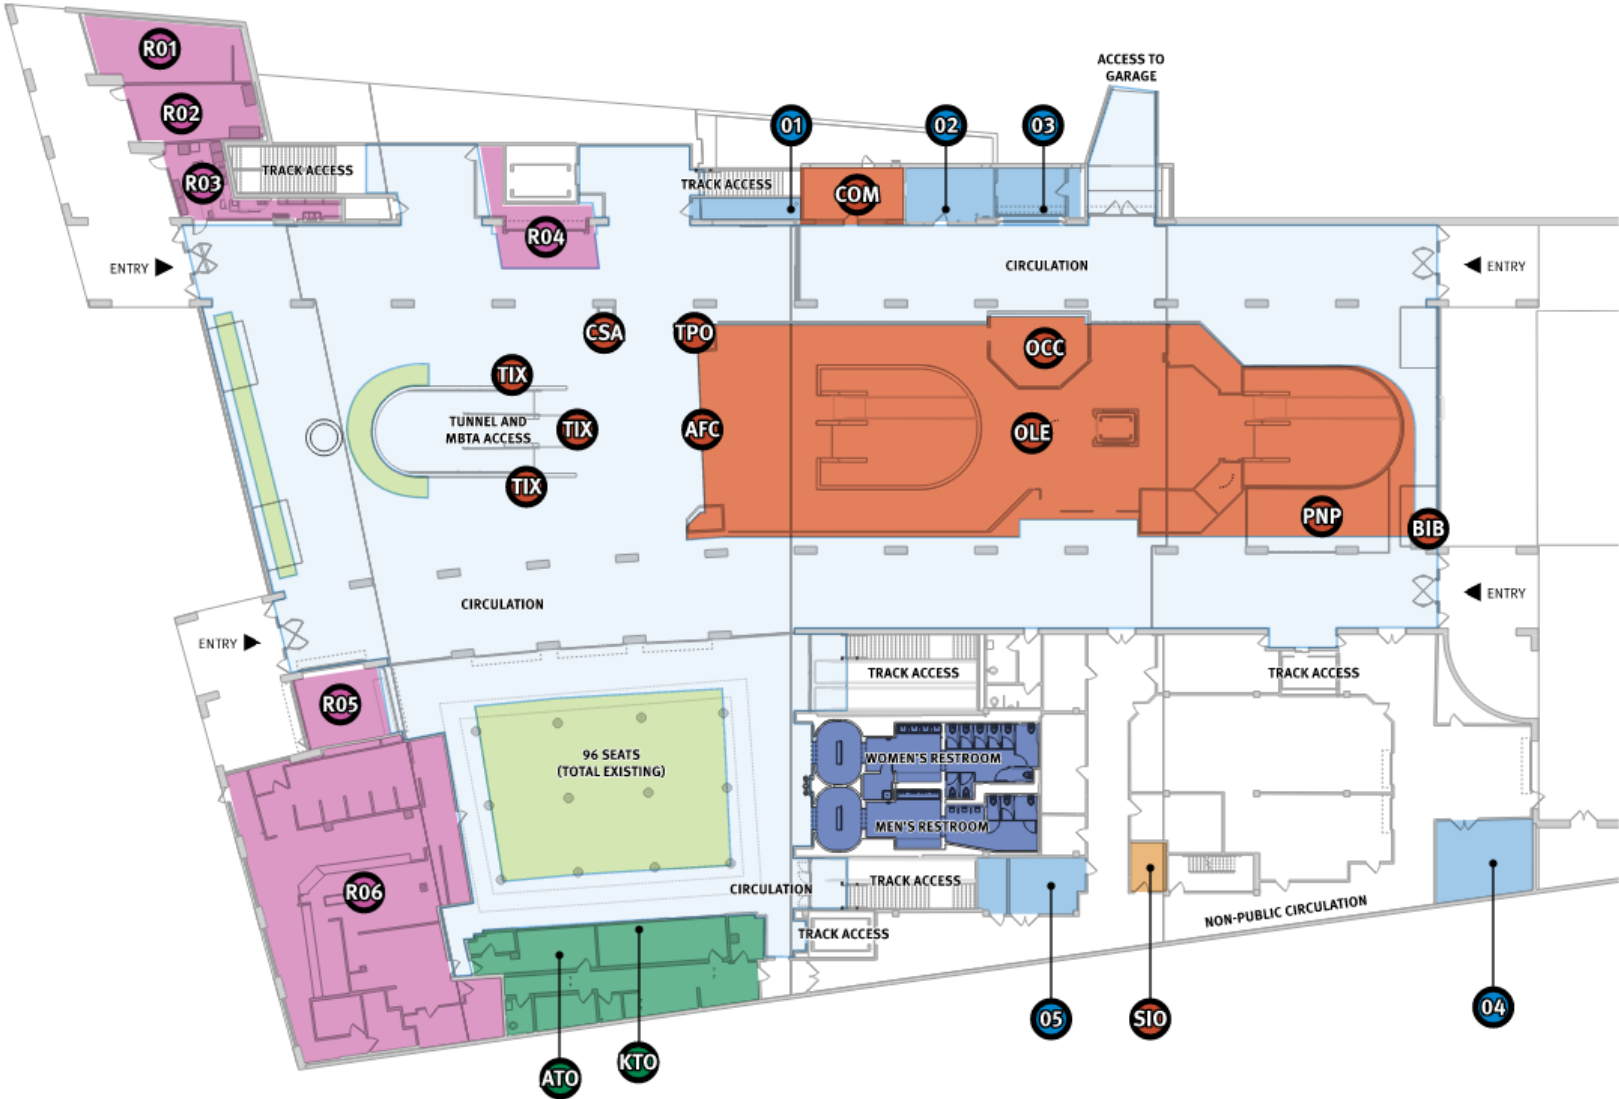 R01
ACCESS TO
GARAGE
R02
01
02
03
TRACK ACCESS
R03
TRACK ACCESS
COM
R04
ENTRY
CIRCULATION
ENTRY
CSA
TPO
OCC
TIX
TUNNEL AND
MBTA ACCESS
TIX
AFC
OLE
TIX
PNP
BIB
CIRCULATION
ENTRY
ENTRY
TRACK ACCESS
TRACK ACCESS
R05
96 SEATS
(TOTAL EXISTING)
WOMEN'S RESTROOM
MEN'S RESTROOM
R06
CIRCULATION
TRACK ACCESS
NON-PUBLIC CIRCULATION
TRACK ACCESS
05
SIO
04
ATO
KTO